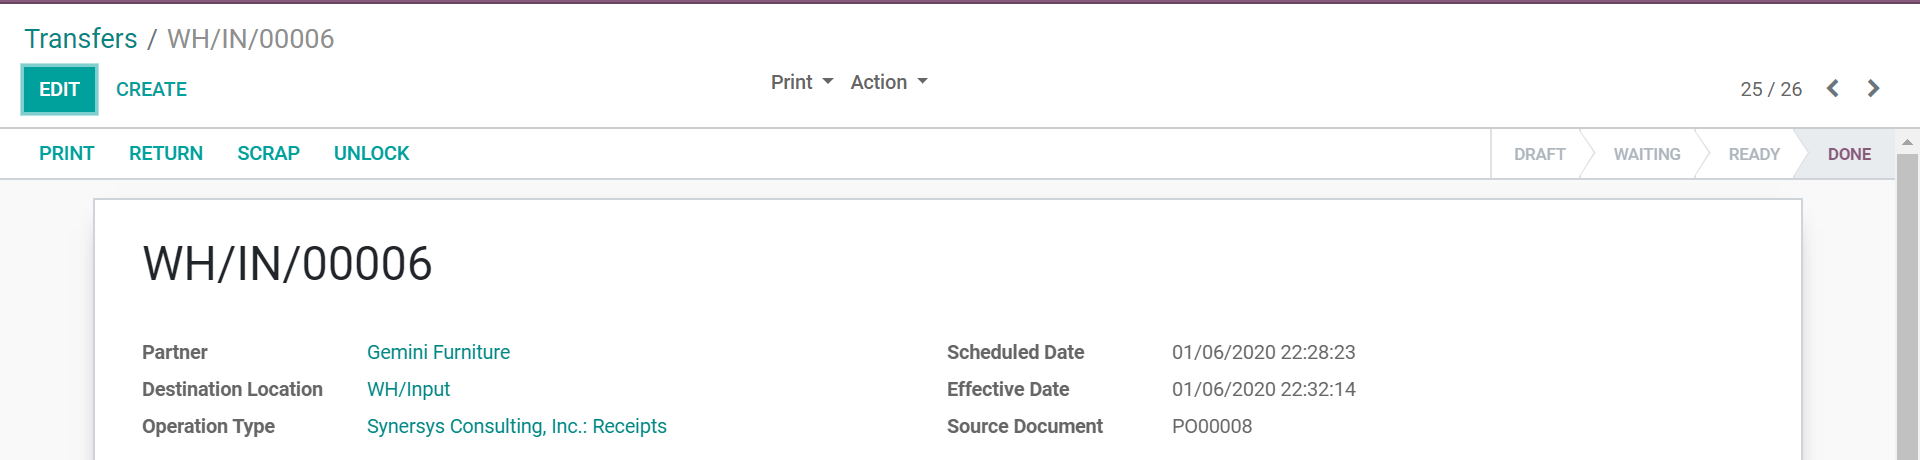 Transfers / WH/IN/00006
EDIT CREATE Print Action 25 / 26
PRINT RETURN SCRAP UNLOCK DRAFT WAITING READY DONE
WH/IN/00006
Partner Gemini Furniture Scheduled Date 01/06/2020 22:28:23
Destination Location WH/Input Effective Date 01/06/2020 22:32:14
Operation Type Synersys Consulting, Inc.: Receipts Source Document PO00008